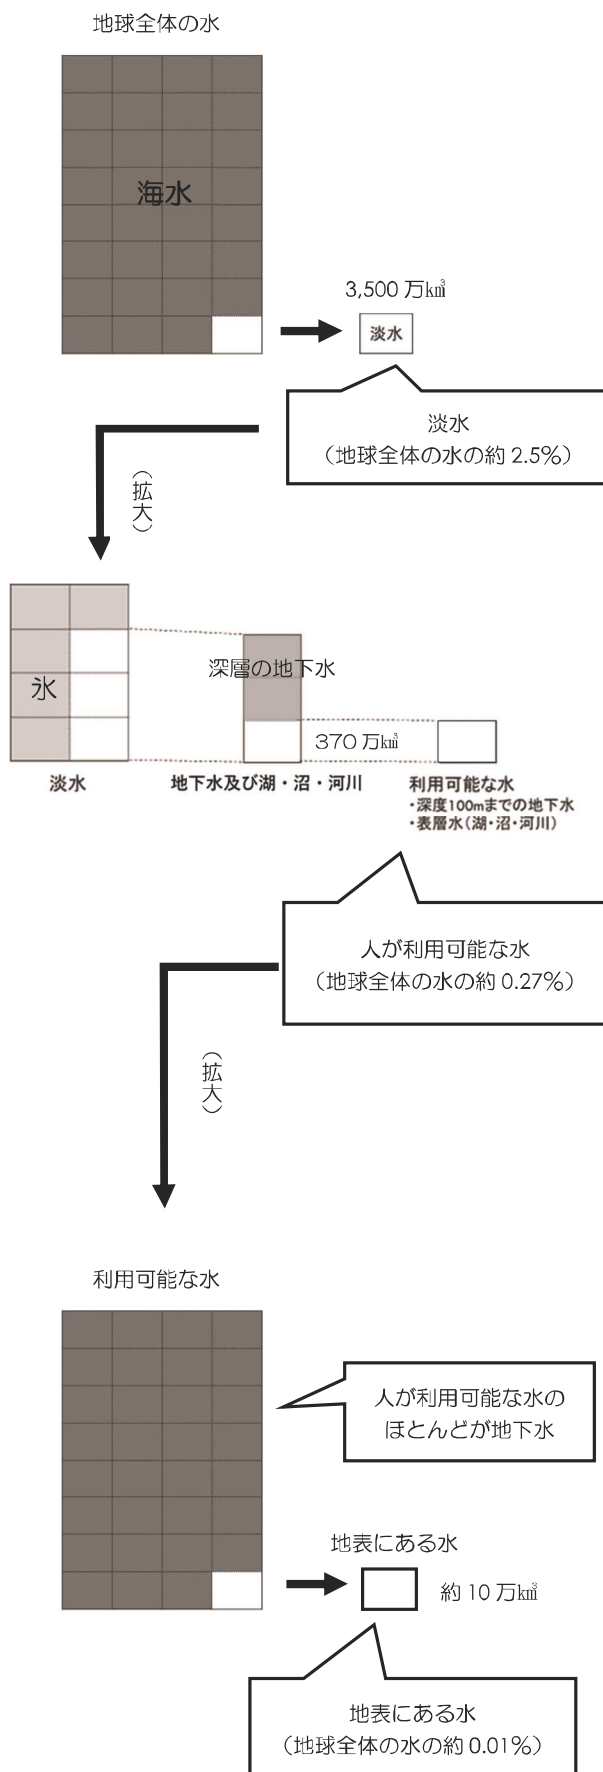 地球全体の水
海水
3,500 万㎦
淡水
淡水
（地球全体の水の約 2.5%）
（拡大）
氷
深層の地下水
370 万㎦
淡水
地下水及び湖・沼・河川
利用可能な水
・深度100mまでの地下水
・表層水(湖・沼・河川)
人が利用可能な水
（地球全体の水の約 0.27%）
（拡大）
利用可能な水
人が利用可能な水の
ほとんどが地下水
地表にある水
約 10 万㎦
地表にある水
（地球全体の水の約 0.01%）